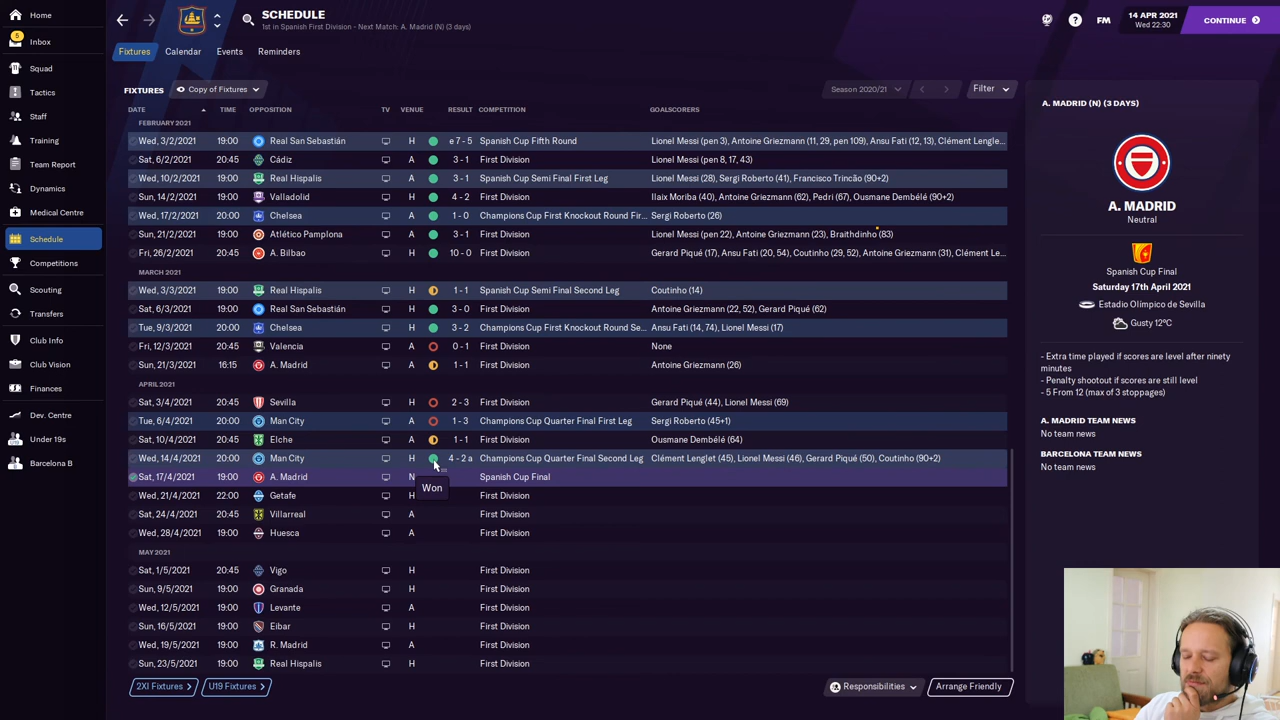 SCHEDULE
1st in Spanish First Division - Next Match: A. Madrid (N) (3 days)
FM
14 APR 2021
Wed 22:30
CONTINUE
Home
5
Inbox
Squad
Tactics
Staff
Training
Team Report
Dynamics
Medical Centre
Schedule
Competitions
Scouting
Transfers
Club Info
Club Vision
Finances
Dev. Centre
Under 19s
Barcelona B
Fixtures Calendar Events Reminders
FIXTURES Copy of Fixtures Season 2020/21 Filter
DATE TIME OPPOSITION TV VENUE RESULT COMPETITION GOALSCORERS
FEBRUARY 2021
Wed, 3/2/2021 19:00 Real San Sebastián H e 7 - 5 Spanish Cup Fifth Round Lionel Messi (pen 3), Antoine Griezmann (11, 29, pen 109), Ansu Fati (12, 13), Clément Lengle...
Sat, 6/2/2021 20:45 Cádiz A 3 - 1 First Division Lionel Messi (pen 8, 17, 43)
Wed, 10/2/2021 19:00 Real Hispalis A 3 - 1 Spanish Cup Semi Final First Leg Lionel Messi (28), Sergi Roberto (41), Francisco Trincão (90+2)
Sun, 14/2/2021 19:00 Valladolid H 4 - 2 First Division Ilaix Moriba (40), Antoine Griezmann (62), Pedri (67), Ousmane Dembélé (90+2)
Wed, 17/2/2021 20:00 Chelsea A 1 - 0 Champions Cup First Knockout Round Fir... Sergi Roberto (26)
Sun, 21/2/2021 19:00 Atlético Pamplona A 3 - 1 First Division Lionel Messi (pen 22), Antoine Griezmann (23), Braithdinho (83)
Fri, 26/2/2021 20:45 A. Bilbao H 10 - 0 First Division Gerard Piqué (17), Ansu Fati (20, 54), Coutinho (29, 52), Antoine Griezmann (31), Clément Le...
MARCH 2021
Wed, 3/3/2021 19:00 Real Hispalis H 1 - 1 Spanish Cup Semi Final Second Leg Coutinho (14)
Sat, 6/3/2021 19:00 Real San Sebastián H 3 - 0 First Division Antoine Griezmann (22, 52), Gerard Piqué (62)
Tue, 9/3/2021 20:00 Chelsea H 3 - 2 Champions Cup First Knockout Round Se... Ansu Fati (14, 74), Lionel Messi (17)
Fri, 12/3/2021 20:45 Valencia A 0 - 1 First Division None
Sun, 21/3/2021 16:15 A. Madrid A 1 - 1 First Division Antoine Griezmann (26)
APRIL 2021
Sat, 3/4/2021 20:45 Sevilla H 2 - 3 First Division Gerard Piqué (44), Lionel Messi (69)
Tue, 6/4/2021 20:00 Man City A 1 - 3 Champions Cup Quarter Final First Leg Sergi Roberto (45+1)
Sat, 10/4/2021 20:45 Elche A 1 - 1 First Division Ousmane Dembélé (64)
Wed, 14/4/2021 20:00 Man City H 4 - 2 a Champions Cup Quarter Final Second Leg Clément Lenglet (45), Lionel Messi (46), Gerard Piqué (50), Coutinho (90+2)
Sat, 17/4/2021 19:00 A. Madrid N Spanish Cup Final
Won
Wed, 21/4/2021 22:00 Getafe H First Division
Sat, 24/4/2021 20:45 Villarreal A First Division
Wed, 28/4/2021 19:00 Huesca A First Division
MAY 2021
Sat, 1/5/2021 20:45 Vigo H First Division
Sun, 9/5/2021 19:00 Granada H First Division
Wed, 12/5/2021 19:00 Levante A First Division
Sun, 16/5/2021 19:00 Eibar H First Division
Wed, 19/5/2021 19:00 R. Madrid A First Division
Sun, 23/5/2021 19:00 Real Hispalis H First Division
2XI Fixtures U19 Fixtures Responsibilities Arrange Friendly
A. MADRID (N) (3 DAYS)
A. MADRID
Neutral
Spanish Cup Final
Saturday 17th April 2021
Estadio Olímpico de Sevilla
Gusty 12°C
- Extra time played if scores are level after ninety
minutes
- Penalty shootout if scores are still level
- 5 From 12 (max of 3 stoppages)
A. MADRID TEAM NEWS
No team news
BARCELONA TEAM NEWS
No team news